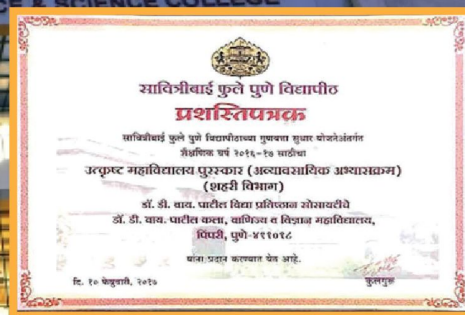 CE & SCIENCE COLLEGE
सावित्रीबाई फुले पुणे विद्यापीठ
प्रशस्तिपत्रक
सावित्रीबाई फुले पुणे विद्यापीठाच्या गुणवत्ता सुधार योजनेअंतर्गत
शैक्षणिक वर्ष २०१६-१७ साठीचा
उत्कृष्ट महाविद्यालय पुरस्कार (अव्यावसायिक अभ्यासक्रम)
(शहरी विभाग)
डॉ. डी. वाय. पाटील विद्या प्रतिष्ठान सोसायटीचे
डॉ. डी. वाय. पाटील कला, वाणिज्य व विज्ञान महाविद्यालय,
पिंपरी, पुणे-४११०१८
यांना प्रदान करण्यात येत आहे.
दि. १० फेब्रुवारी, २०१७
कुलगुरू